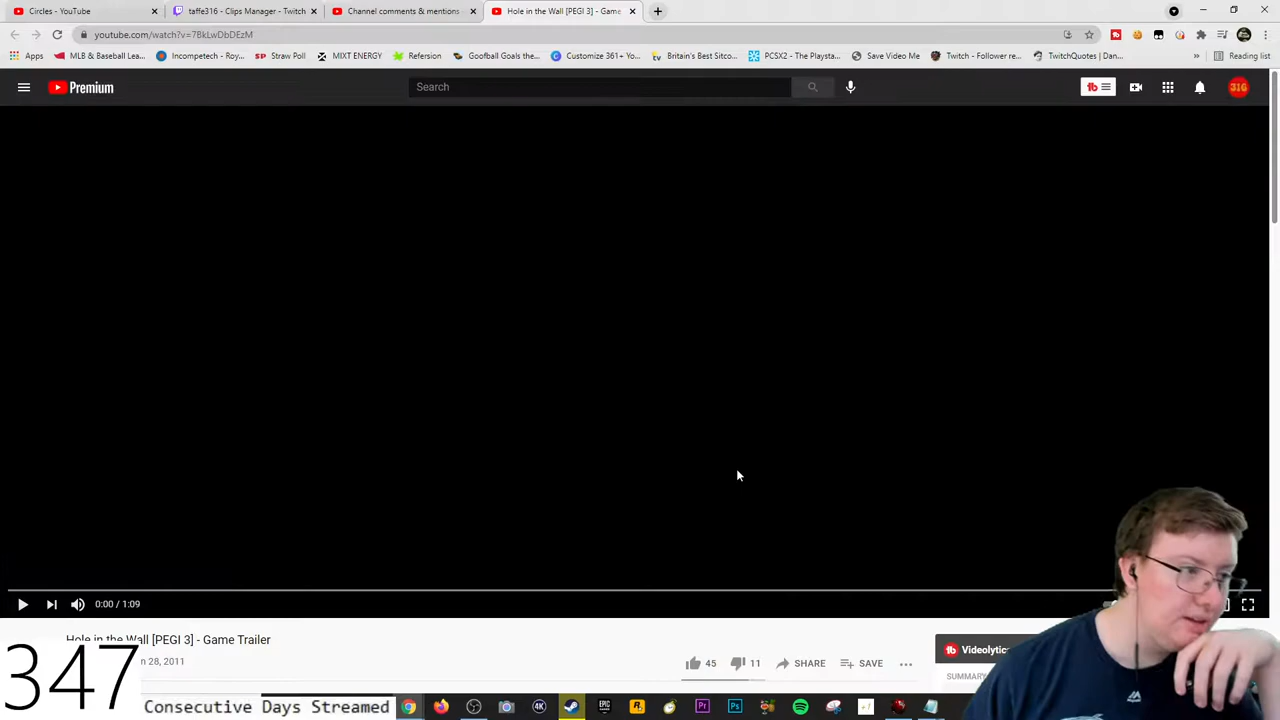 Circles - YouTube
taffe316 - Clips Manager - Twitch
Channel comments & mentions
Hole in the Wall [PEGI 3] - Game
youtube.com/watch?v=78kLwDbDEzM
Apps
MLB & Baseball Lea...
Incompetech - Roy...
Straw Poll
MIXT ENERGY
Refersion
Goofball Goals the...
Customize 361+ Yo...
Britain's Best Sitco...
PCSX2 - The Playsta...
Save Video Me
Twitch - Follower re...
TwitchQuotes | Dan...
Reading list
Premium
Search
316
0:00 / 1:09
Hole in the Wall [PEGI 3] - Game Trailer
28, 2011
45
11
SHARE
SAVE
Videolytics
SUMMARY
347
Consecutive Days Streamed